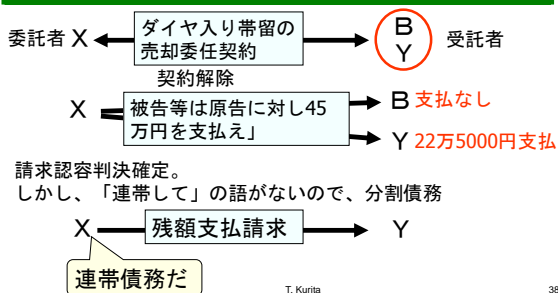 委託者 X
ダイヤ入り帯留の
売却委任契約
B
Y
受託者
契約解除
X
被告等は原告に対し45
万円を支払え」
B 支払なし
Y 22万5000円支払
請求認容判決確定。
しかし、「連帯して」の語がないので、分割債務
X
残額支払請求
Y
連帯債務だ
T. Kurita
38